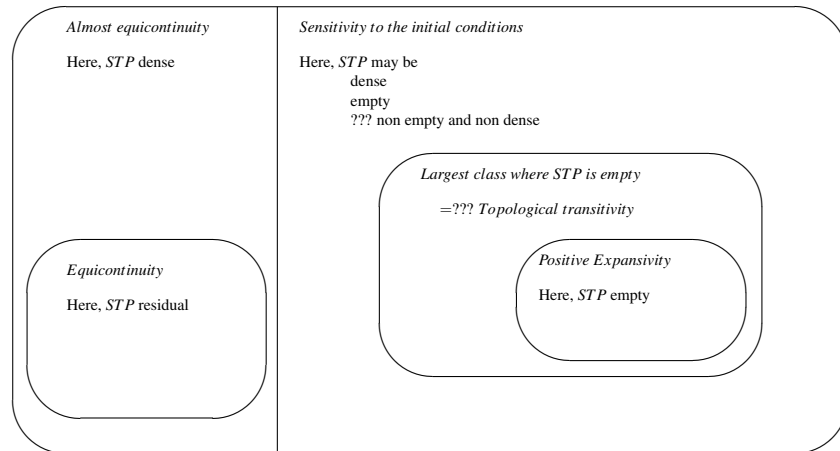 Almost equicontinuity
Here, STP dense
Sensitivity to the initial conditions
Here, STP may be
dense
empty
??? non empty and non dense
Largest class where STP is empty
=??? Topological transitivity
Equicontinuity
Here, STP residual
Positive Expansivity
Here, STP empty